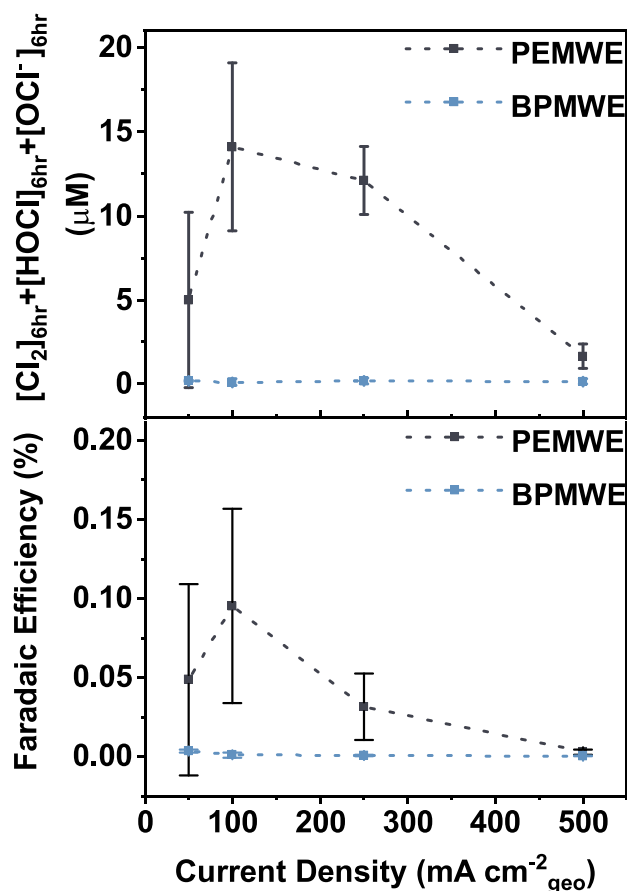 [Cl₂]₆ₕᵣ+[HOCl]₆ₕᵣ+[OCl⁻]₆ₕᵣ
(μM)
20
15
10
5
0
PEMWE
BPMWE
Faradaic Efficiency (%)
0.20
0.15
0.10
0.05
0.00
PEMWE
BPMWE
0 100 200 300 400 500
Current Density (mA cm⁻²geo)